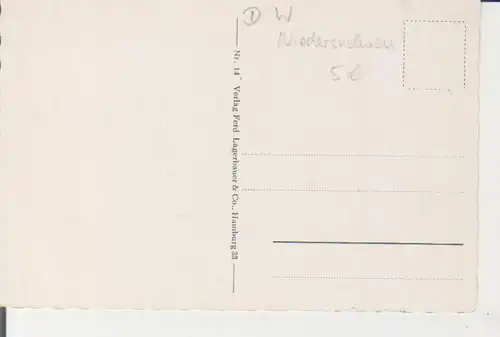 D W
Niedersachsen
5€
Nr. 14 Verlag Ferd. Lagerbauer & Co., Hamburg 33